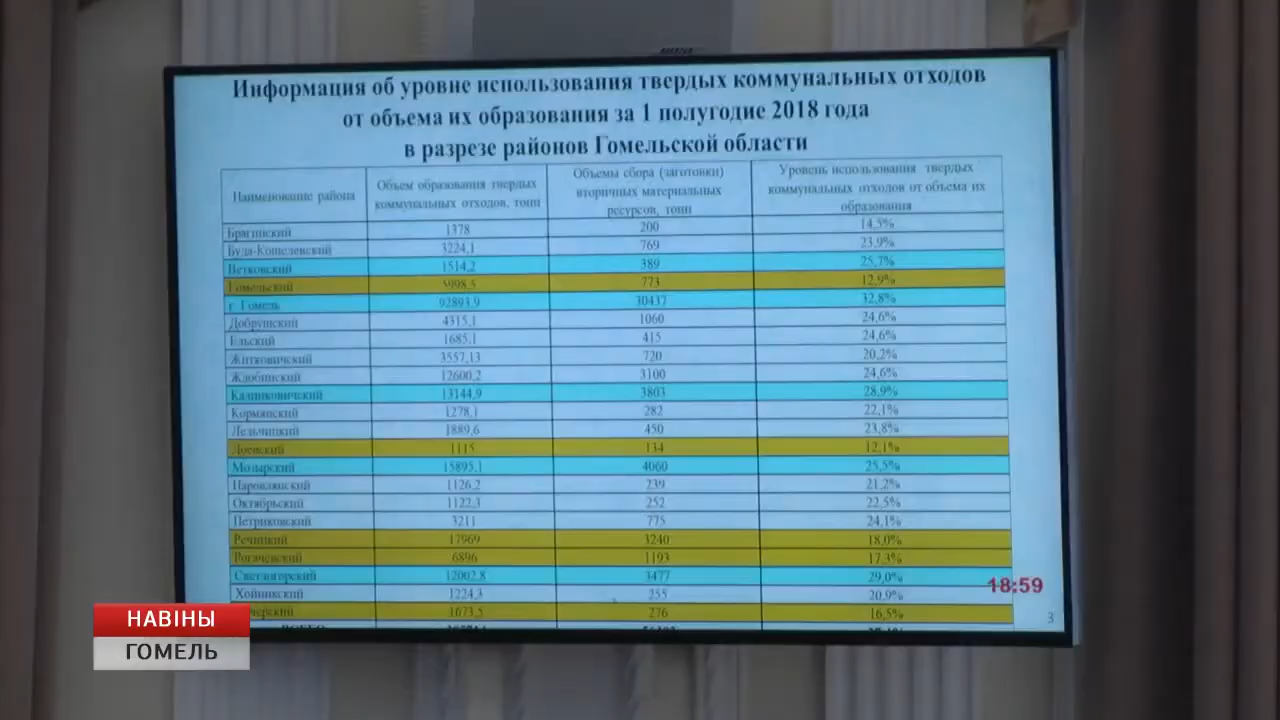 Информация об уровне использования твердых коммунальных отходов
от объема их образования за 1 полугодие 2018 года
в разрезе районов Гомельской области
Наименование района Объем образования твердых коммунальных отходов, тонн Объемы сбора (заготовки) вторичных материальных ресурсов, тонн Уровень использования твердых коммунальных отходов от объема их образования
Брагинский 1378 200 14,5%
Буда-Кошелевский 3224,1 769 23,9%
Ветковский 1514,2 389 25,7%
Гомельский 5998,5 773 12,9%
г. Гомель 92893,9 30437 32,8%
Добрушский 4315,1 1060 24,6%
Ельский 1685,1 415 24,6%
Житковичский 3557,13 720 20,2%
Жлобинский 12600,2 3100 24,6%
Калинковичский 13144,9 3803 28,9%
Кормянский 1278,1 282 22,1%
Лельчицкий 1889,6 450 23,8%
Лоевский 1115 134 12,1%
Мозырский 15895,1 4060 25,5%
Наровлянский 1126,2 239 21,2%
Октябрьский 1122,3 252 22,5%
Петриковский 3211 775 24,1%
Речицкий 17969 3240 18,0%
Рогачевский 6896 1193 17,3%
Светлогорский 12002,8 3477 29,0%
Хойникский 1224,3 255 20,9%
1673,5 276 16,5%
18:59
3
НАВІНЫ
ГОМЕЛЬ